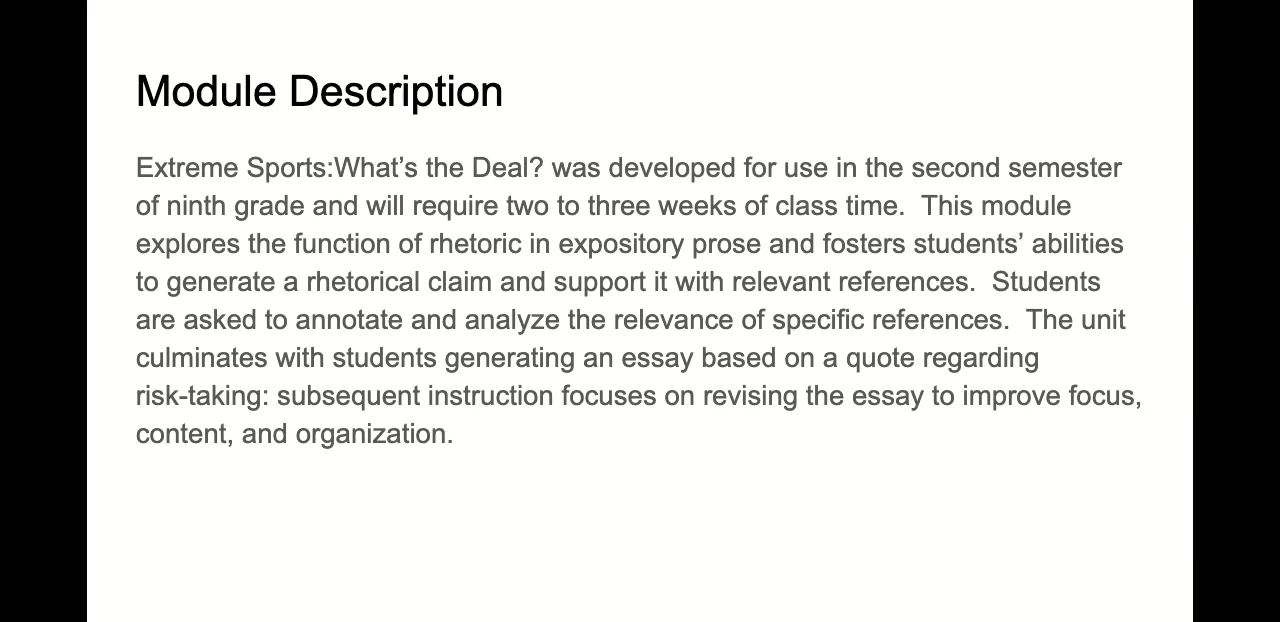 Module Description
Extreme Sports:What’s the Deal? was developed for use in the second semester
of ninth grade and will require two to three weeks of class time.  This module
explores the function of rhetoric in expository prose and fosters students’ abilities
to generate a rhetorical claim and support it with relevant references.  Students
are asked to annotate and analyze the relevance of specific references.  The unit
culminates with students generating an essay based on a quote regarding
risk-taking: subsequent instruction focuses on revising the essay to improve focus,
content, and organization.